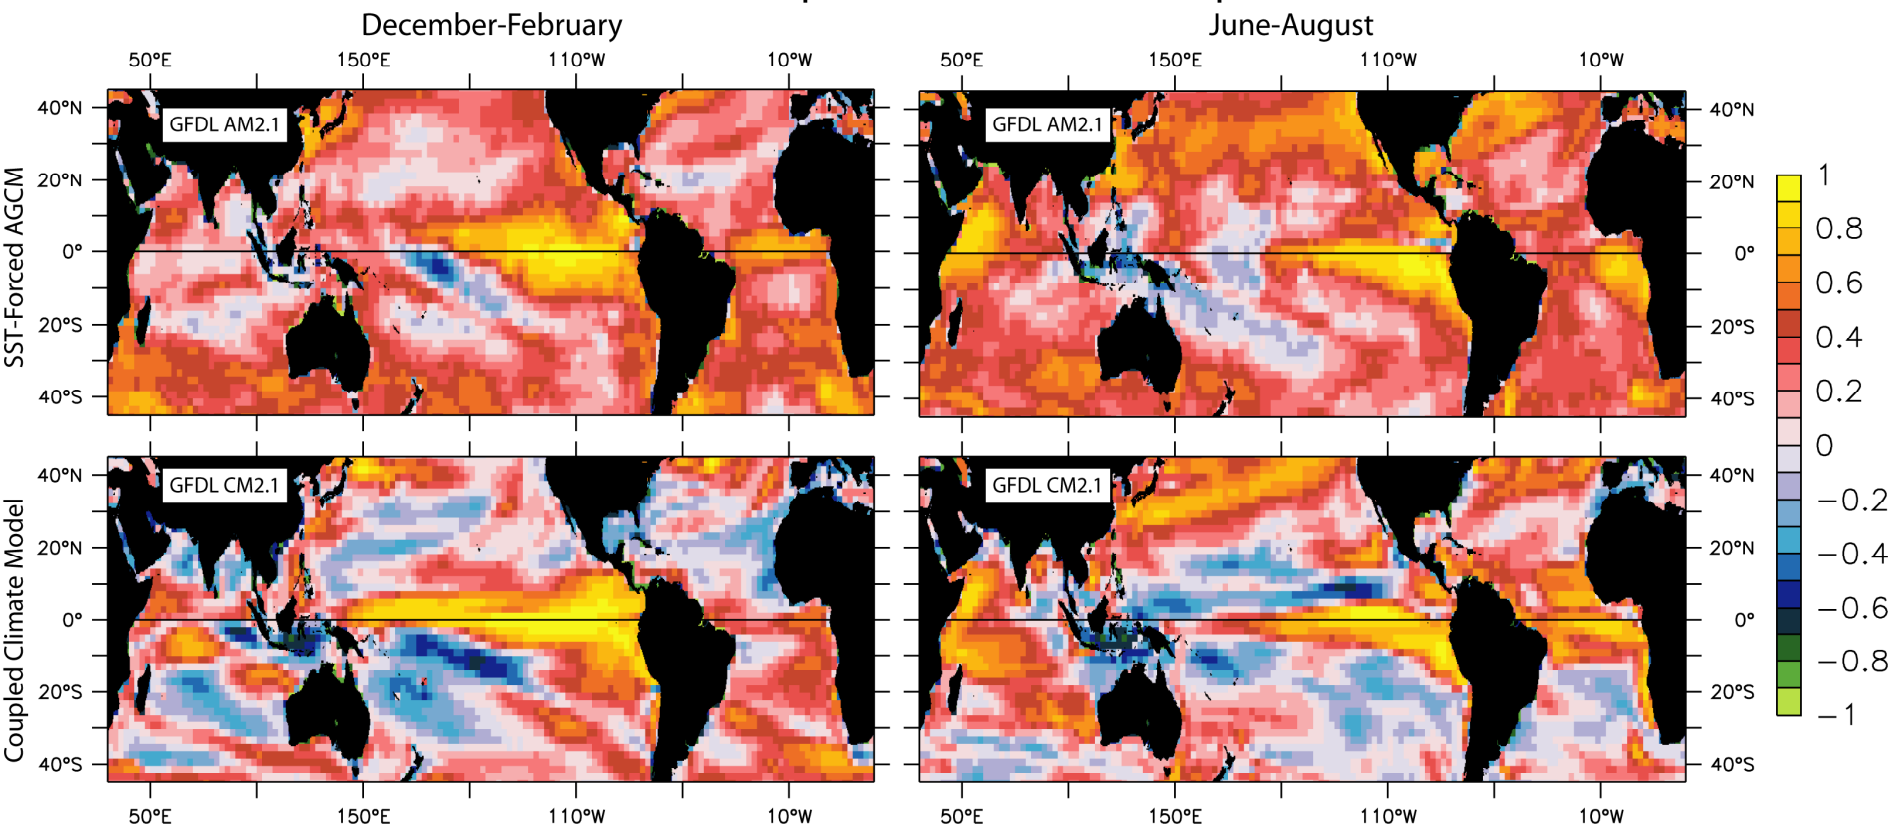 December-February
June-August
50°E 150°E 110°W 10°W
50°E 150°E 110°W 10°W
SST-Forced AGCM
40°N
20°N
0°
20°S
40°S
GFDL AM2.1
GFDL AM2.1
40°N
20°N
0°
20°S
40°S
Coupled Climate Model
40°N
20°N
0°
20°S
40°S
GFDL CM2.1
GFDL CM2.1
40°N
20°N
0°
20°S
40°S
50°E 150°E 110°W 10°W
50°E 150°E 110°W 10°W
1
0.8
0.6
0.4
0.2
0
−0.2
−0.4
−0.6
−0.8
−1